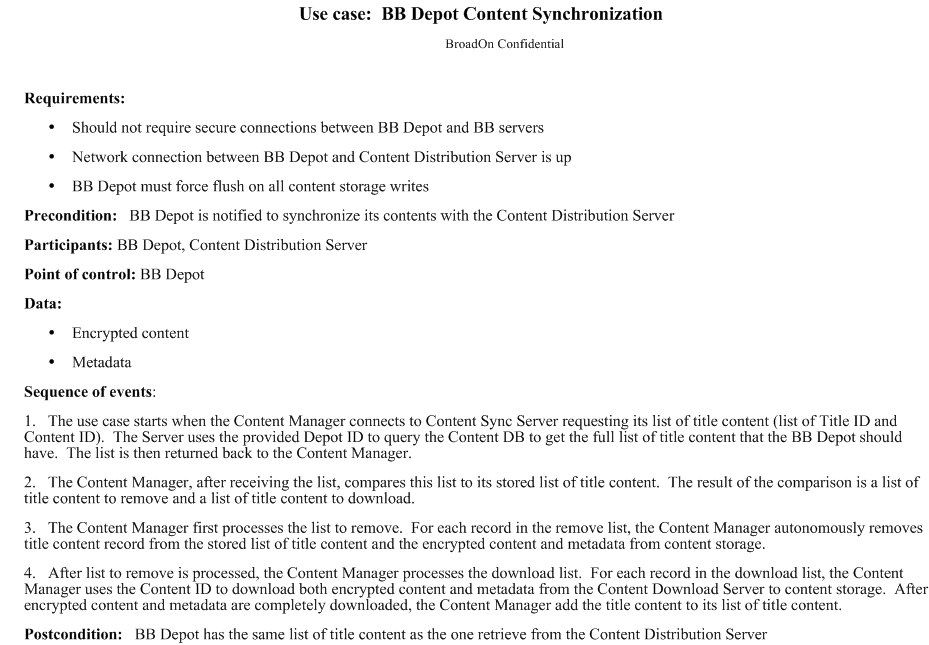 Use case:  BB Depot Content Synchronization
BroadOn Confidential
Requirements:
• Should not require secure connections between BB Depot and BB servers
• Network connection between BB Depot and Content Distribution Server is up
• BB Depot must force flush on all content storage writes
Precondition:   BB Depot is notified to synchronize its contents with the Content Distribution Server
Participants: BB Depot, Content Distribution Server
Point of control: BB Depot
Data:
• Encrypted content
• Metadata
Sequence of events:
1.   The use case starts when the Content Manager connects to Content Sync Server requesting its list of title content (list of Title ID and
Content ID).  The Server uses the provided Depot ID to query the Content DB to get the full list of title content that the BB Depot should
have.  The list is then returned back to the Content Manager.
2.   The Content Manager, after receiving the list, compares this list to its stored list of title content.  The result of the comparison is a list of
title content to remove and a list of title content to download.
3.   The Content Manager first processes the list to remove.  For each record in the remove list, the Content Manager autonomously removes
title content record from the stored list of title content and the encrypted content and metadata from content storage.
4.   After list to remove is processed, the Content Manager processes the download list.  For each record in the download list, the Content
Manager uses the Content ID to download both encrypted content and metadata from the Content Download Server to content storage.  After
encrypted content and metadata are completely downloaded, the Content Manager add the title content to its list of title content.
Postcondition:   BB Depot has the same list of title content as the one retrieve from the Content Distribution Server